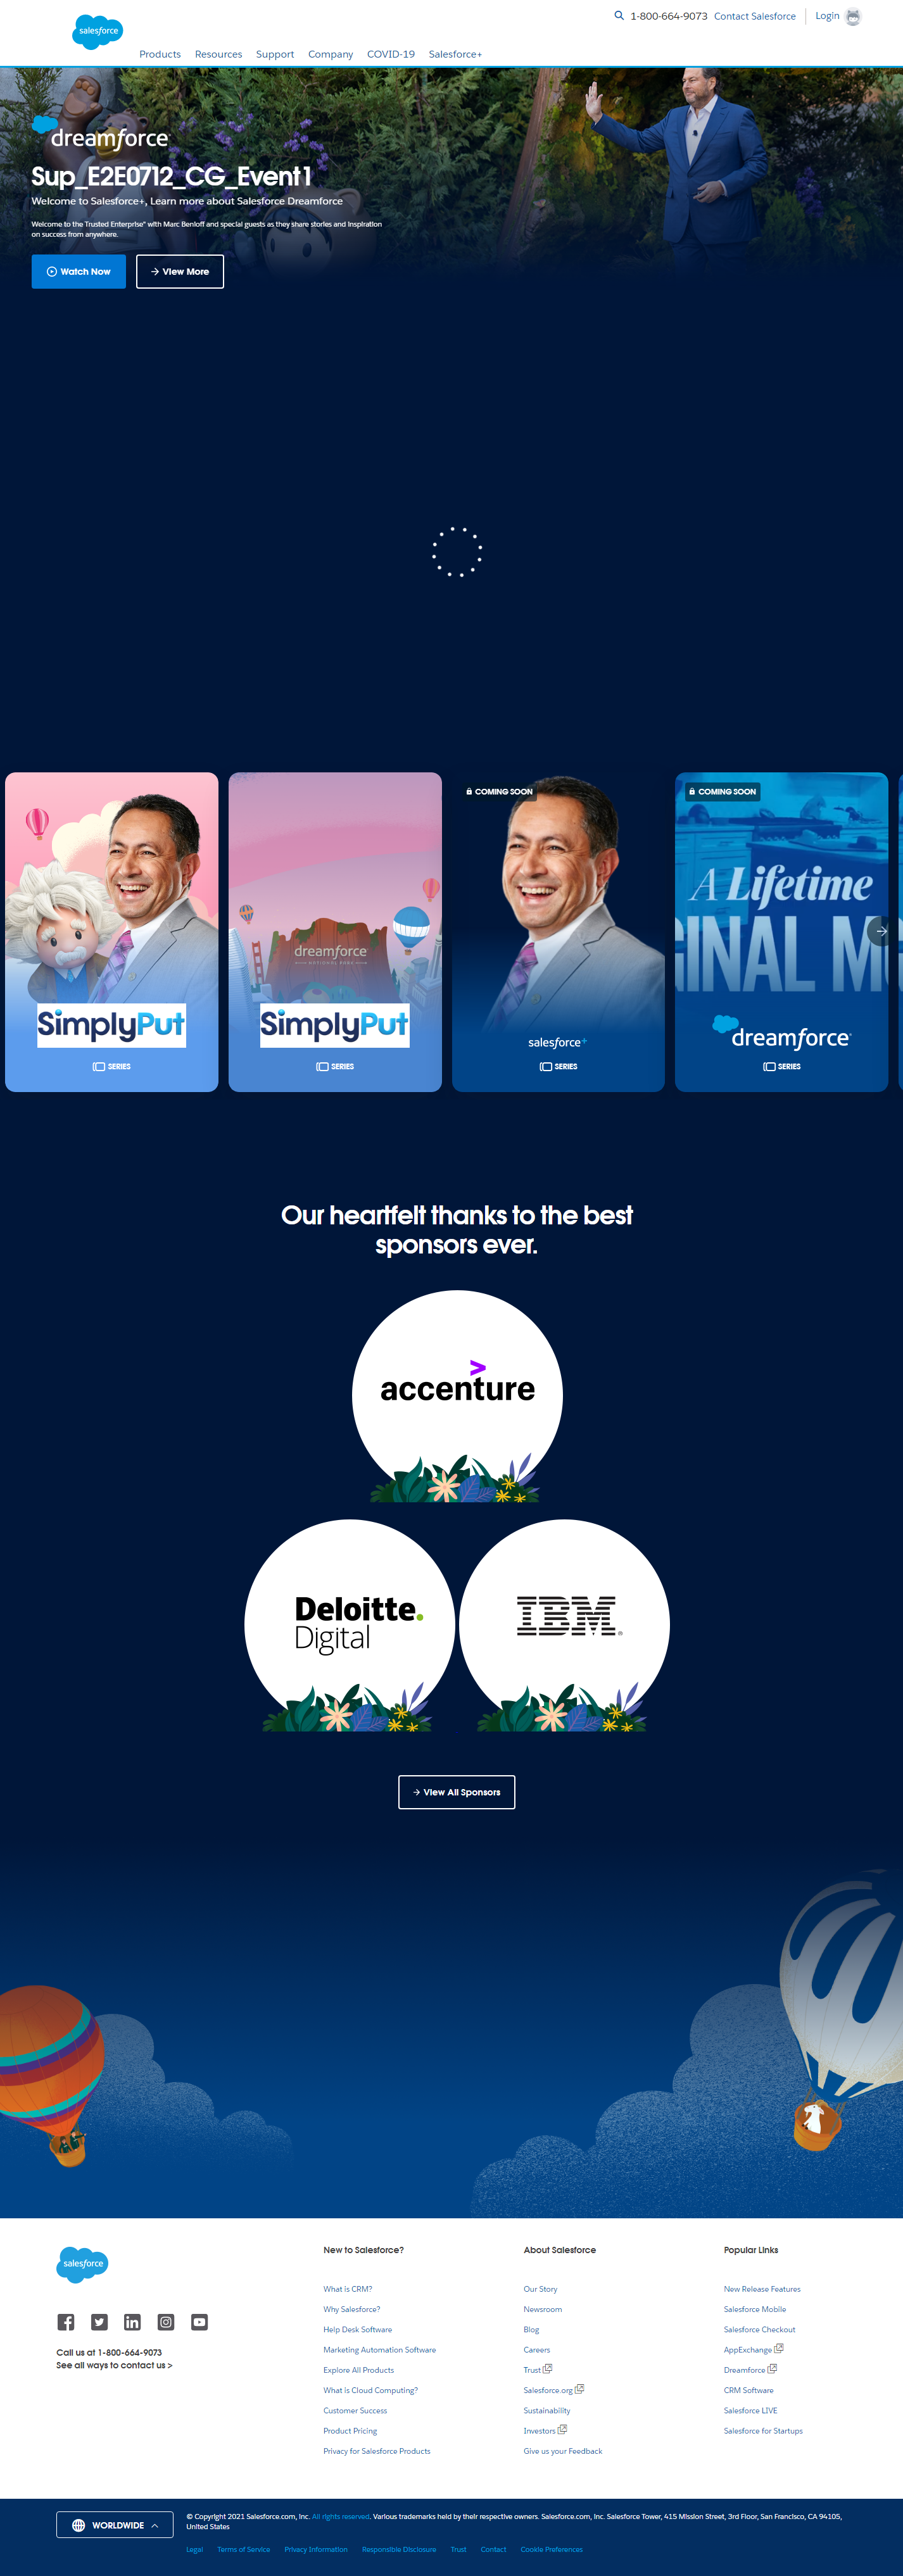 salesforce
1-800-664-9073 Contact Salesforce Login
Products Resources Support Company COVID-19 Salesforce+
dreamforce
Sup_E2E0712_CG_Event1
Welcome to Salesforce+, Learn more about Salesforce Dreamforce
Welcome to the Trusted Enterprise" with Marc Benioff and special guests as they share stories and inspiration
on success from anywhere.
Watch Now
View More
SimplyPut
SERIES
dreamforce
SimplyPut
SERIES
COMING SOON
salesforce+
SERIES
COMING SOON
A Lifetime
INAL M
dreamforce
SERIES
Our heartfelt thanks to the best
sponsors ever.
accenture
Deloitte.
Digital
IBM®
View All Sponsors
salesforce
Call us at 1-800-664-9073
See all ways to contact us >
New to Salesforce?
What is CRM?
Why Salesforce?
Help Desk Software
Marketing Automation Software
Explore All Products
What is Cloud Computing?
Customer Success
Product Pricing
Privacy for Salesforce Products
About Salesforce
Our Story
Newsroom
Blog
Careers
Trust
Salesforce.org
Sustainability
Investors
Give us your Feedback
Popular Links
New Release Features
Salesforce Mobile
Salesforce Checkout
AppExchange
Dreamforce
CRM Software
Salesforce LIVE
Salesforce for Startups
WORLDWIDE
© Copyright 2021 Salesforce.com, inc. All rights reserved. Various trademarks held by their respective owners. Salesforce.com, inc. Salesforce Tower, 415 Mission Street, 3rd Floor, San Francisco, CA 94105,
United States
Legal Terms of Service Privacy Information Responsible Disclosure Trust Contact Cookie Preferences